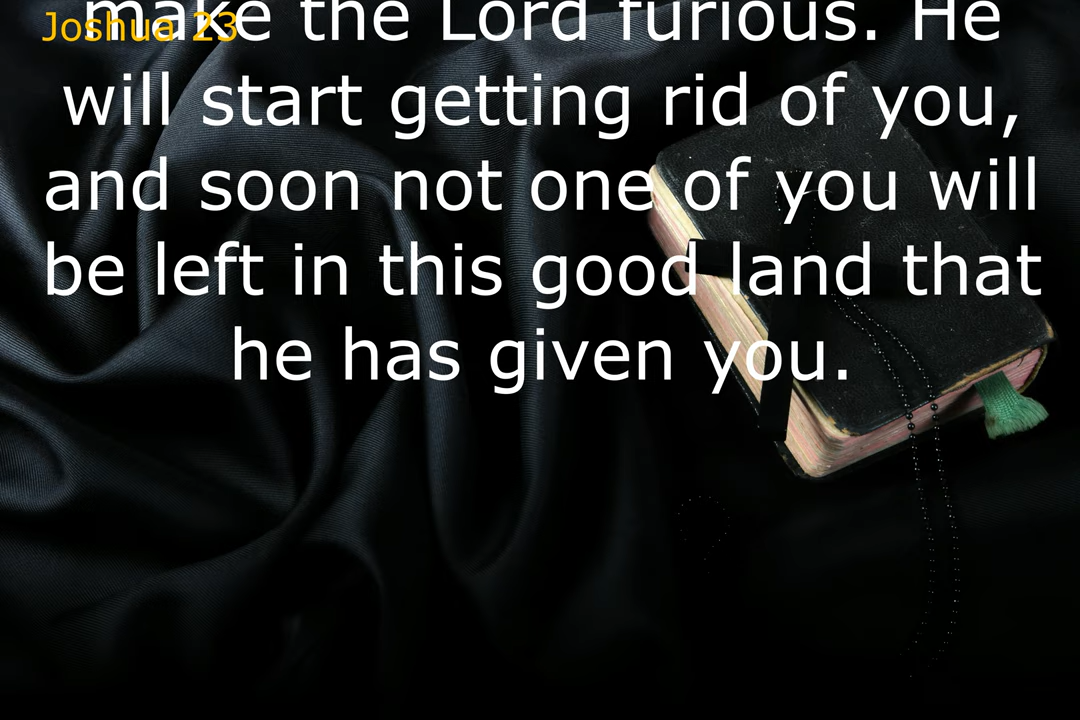 Joshua 23
make the Lord furious. He
will start getting rid of you,
and soon not one of you will
be left in this good land that
he has given you.